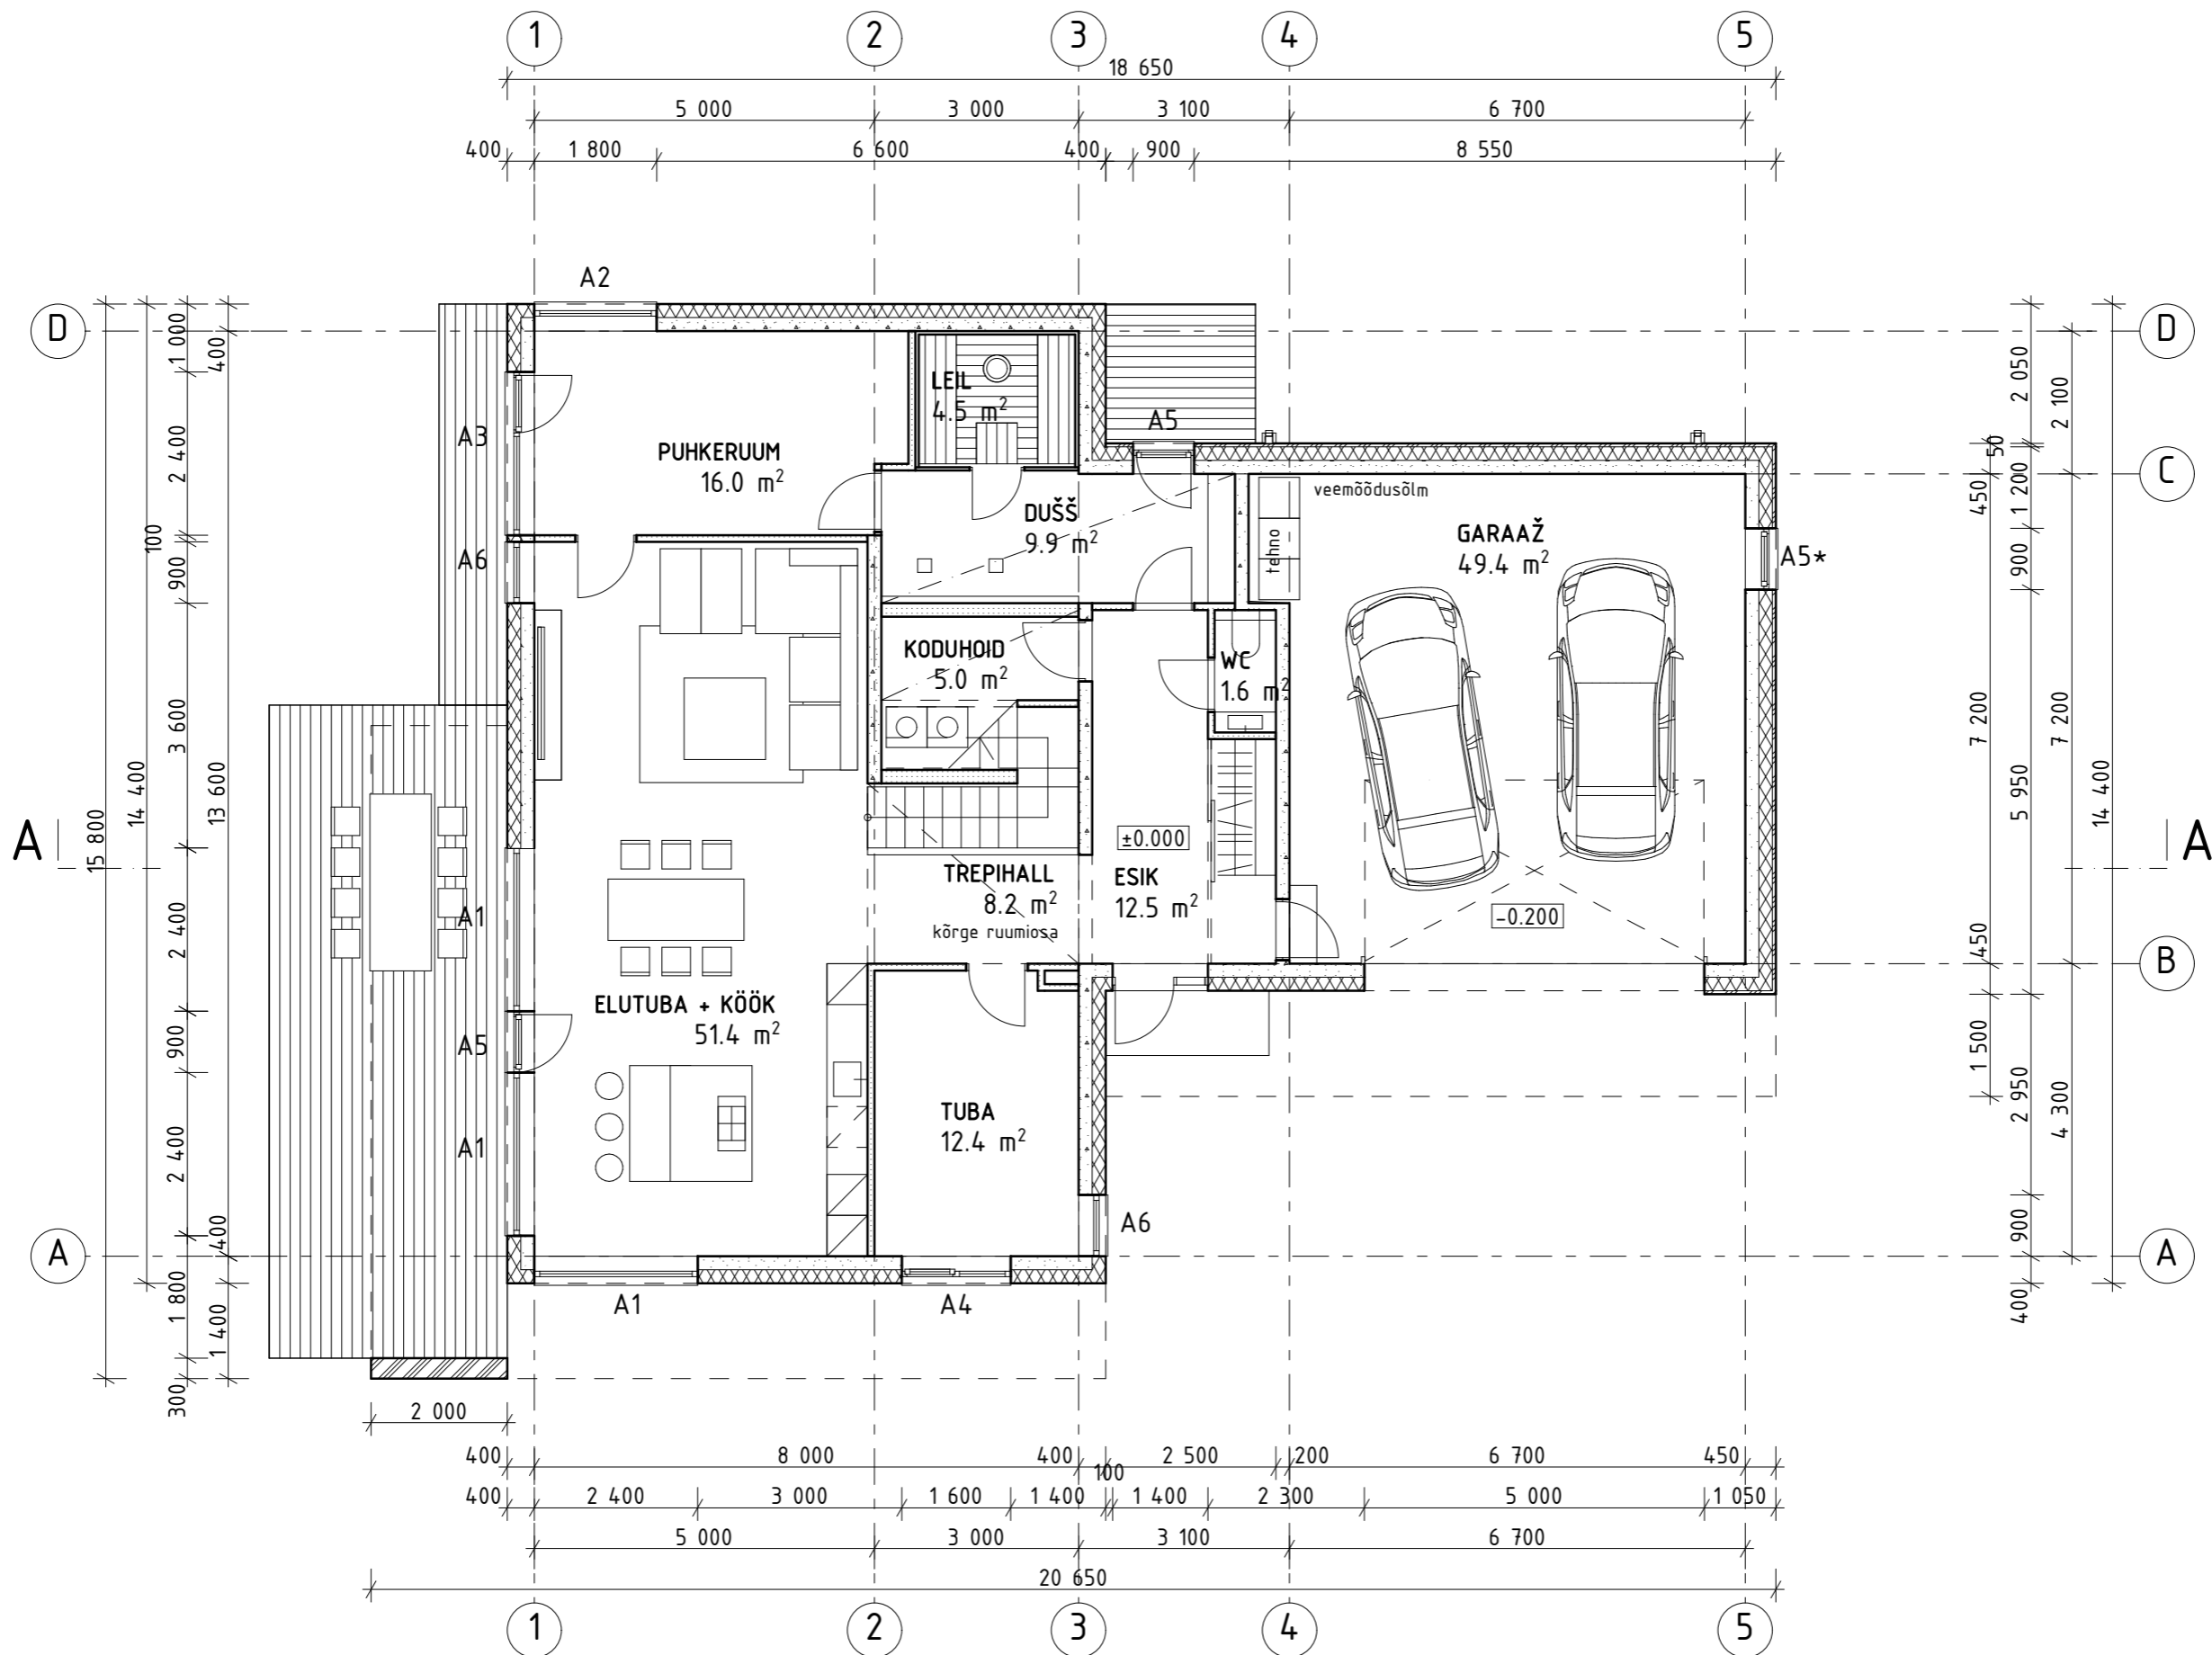 1 2 3 4 5
18 650
5 000 3 000 3 100 6 700
400 1 800 6 600 400 900 8 550
A2
D D
C
B
A A
A A
LEIL
4.5 m²
A5
A3
PUHKERUUM
16.0 m²
veemõõdusõlm
DUŠŠ
9.9 m²
tehno
GARAAŽ
49.4 m²
A6
A5*
KODUHOID
5.0 m²
WC
1.6 m²
±0.000
TREPIHALL
8.2 m²
kõrge ruumiosa
ESIK
12.5 m²
-0.200
A1
ELUTUBA + KÖÖK
51.4 m²
A5
TUBA
12.4 m²
A1
A6
A1 A4
15 800
14 400
100
1 000
2 400
900
3 600
2 400
900
2 400
1 800
300
400
13 600
400
1 400
50
450
7 200
450
1 500
2 050
1 200
900
5 950
2 950
900
400
2 100
7 200
4 300
14 400
2 000
400 8 000 400 2 500 200 6 700 450
100
400 2 400 3 000 1 600 1 400 1 400 2 300 5 000 1 050
5 000 3 000 3 100 6 700
20 650
1 2 3 4 5